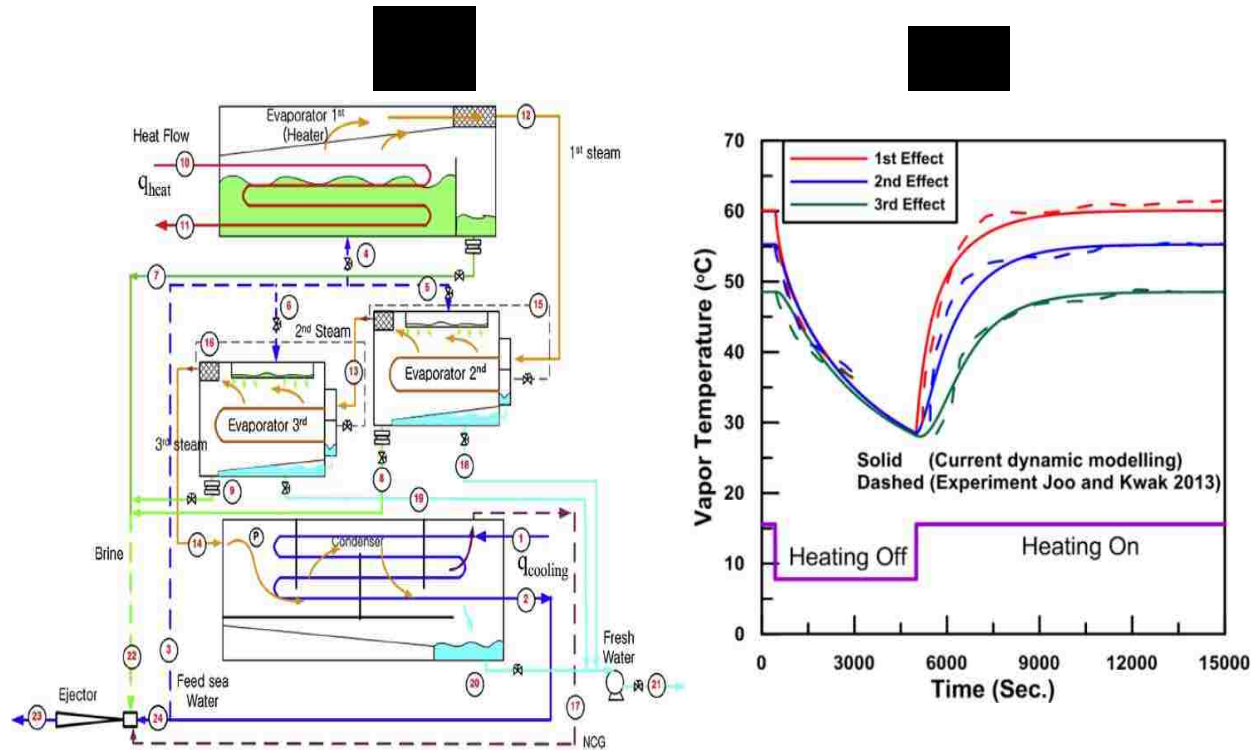 Evaporator 1st
(Heater)
12
Heat Flow
10
qheat
11
1st steam
4
7
5
6
15
2nd Steam
16
13
Evaporator 2nd
Evaporator 3rd
3rd steam
18
8
9
19
14
P
Condenser
1
qcooling
2
Brine
22
3
Feed sea
Water
20
Fresh
Water
21
17
Ejector
23
24
NCG
70
60
50
40
30
20
10
0
Vapor Temperature (°C)
1st Effect
2nd Effect
3rd Effect
Solid (Current dynamic modelling)
Dashed (Experiment Joo and Kwak 2013)
Heating Off
Heating On
0 3000 6000 9000 12000 15000
Time (Sec.)